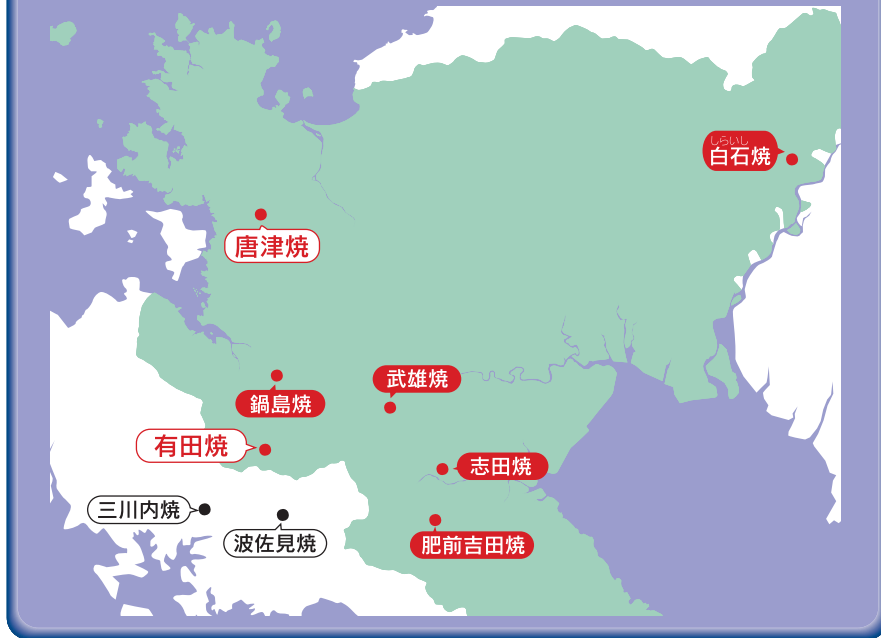 しらいし
白石焼
唐津焼
武雄焼
鍋島焼
有田焼
志田焼
三川内焼
波佐見焼
肥前吉田焼